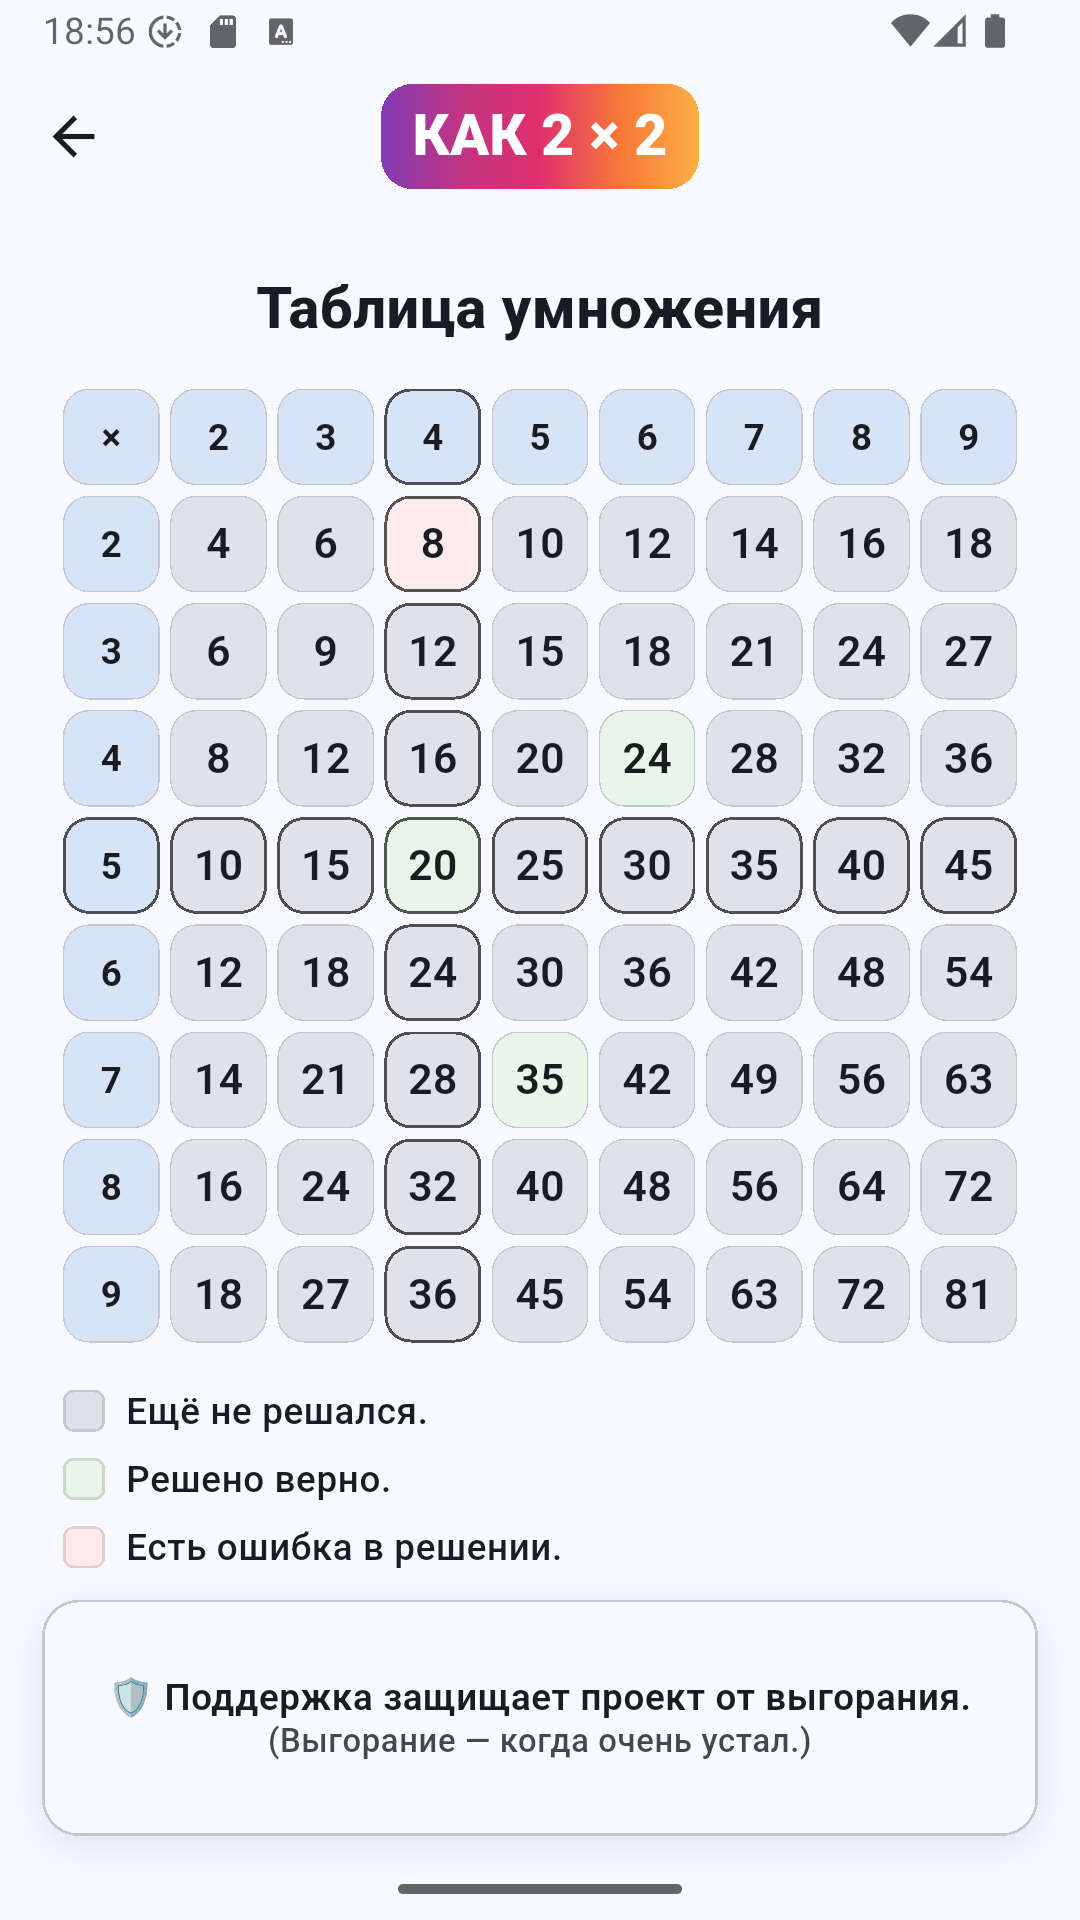 18:56
КАК 2 × 2
Таблица умножения
× 2 3 4 5 6 7 8 9
2 4 6 8 10 12 14 16 18
3 6 9 12 15 18 21 24 27
4 8 12 16 20 24 28 32 36
5 10 15 20 25 30 35 40 45
6 12 18 24 30 36 42 48 54
7 14 21 28 35 42 49 56 63
8 16 24 32 40 48 56 64 72
9 18 27 36 45 54 63 72 81
Ещё не решался.
Решено верно.
Есть ошибка в решении.
🛡️ Поддержка защищает проект от выгорания.
(Выгорание — когда очень устал.)